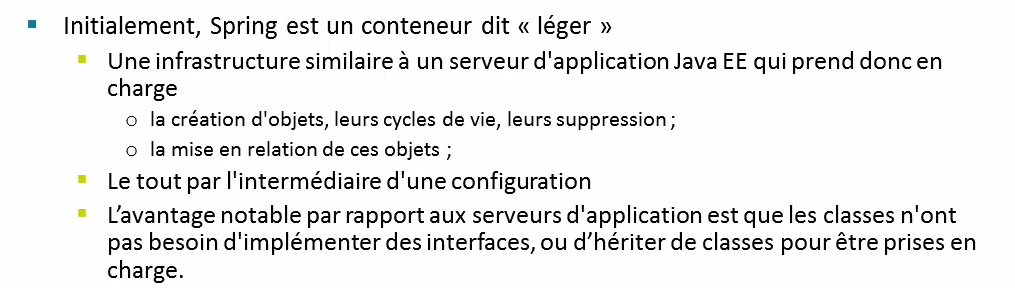 Initialement, Spring est un conteneur dit « léger »
Une infrastructure similaire à un serveur d'application Java EE qui prend donc en
charge
la création d'objets, leurs cycles de vie, leurs suppression ;
la mise en relation de ces objets ;
Le tout par l'intermédiaire d'une configuration
L’avantage notable par rapport aux serveurs d'application est que les classes n'ont
pas besoin d'implémenter des interfaces, ou d’hériter de classes pour être prises en
charge.